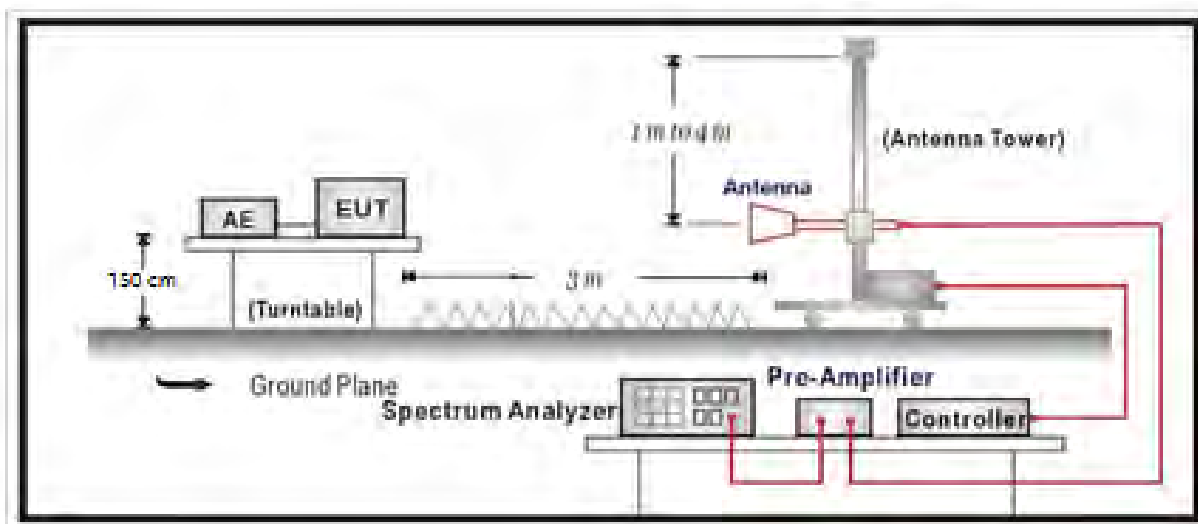 1 m to 4 m
(Antenna Tower)
Antenna
AE
EUT
150 cm
3 m
(Turntable)
Ground Plane
Pre-Amplifier
Spectrum Analyzer
Controller